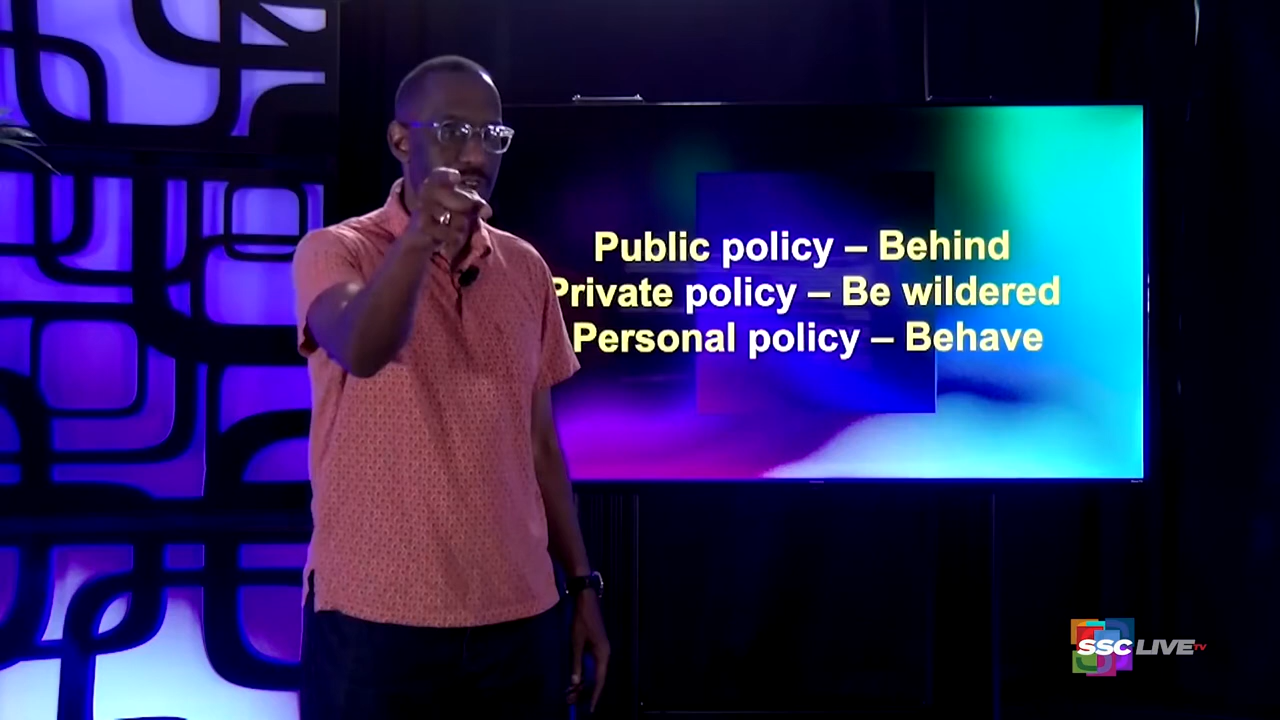 Public policy – Behind
Private policy – Be wildered
Personal policy – Behave
SSC LIVE TV